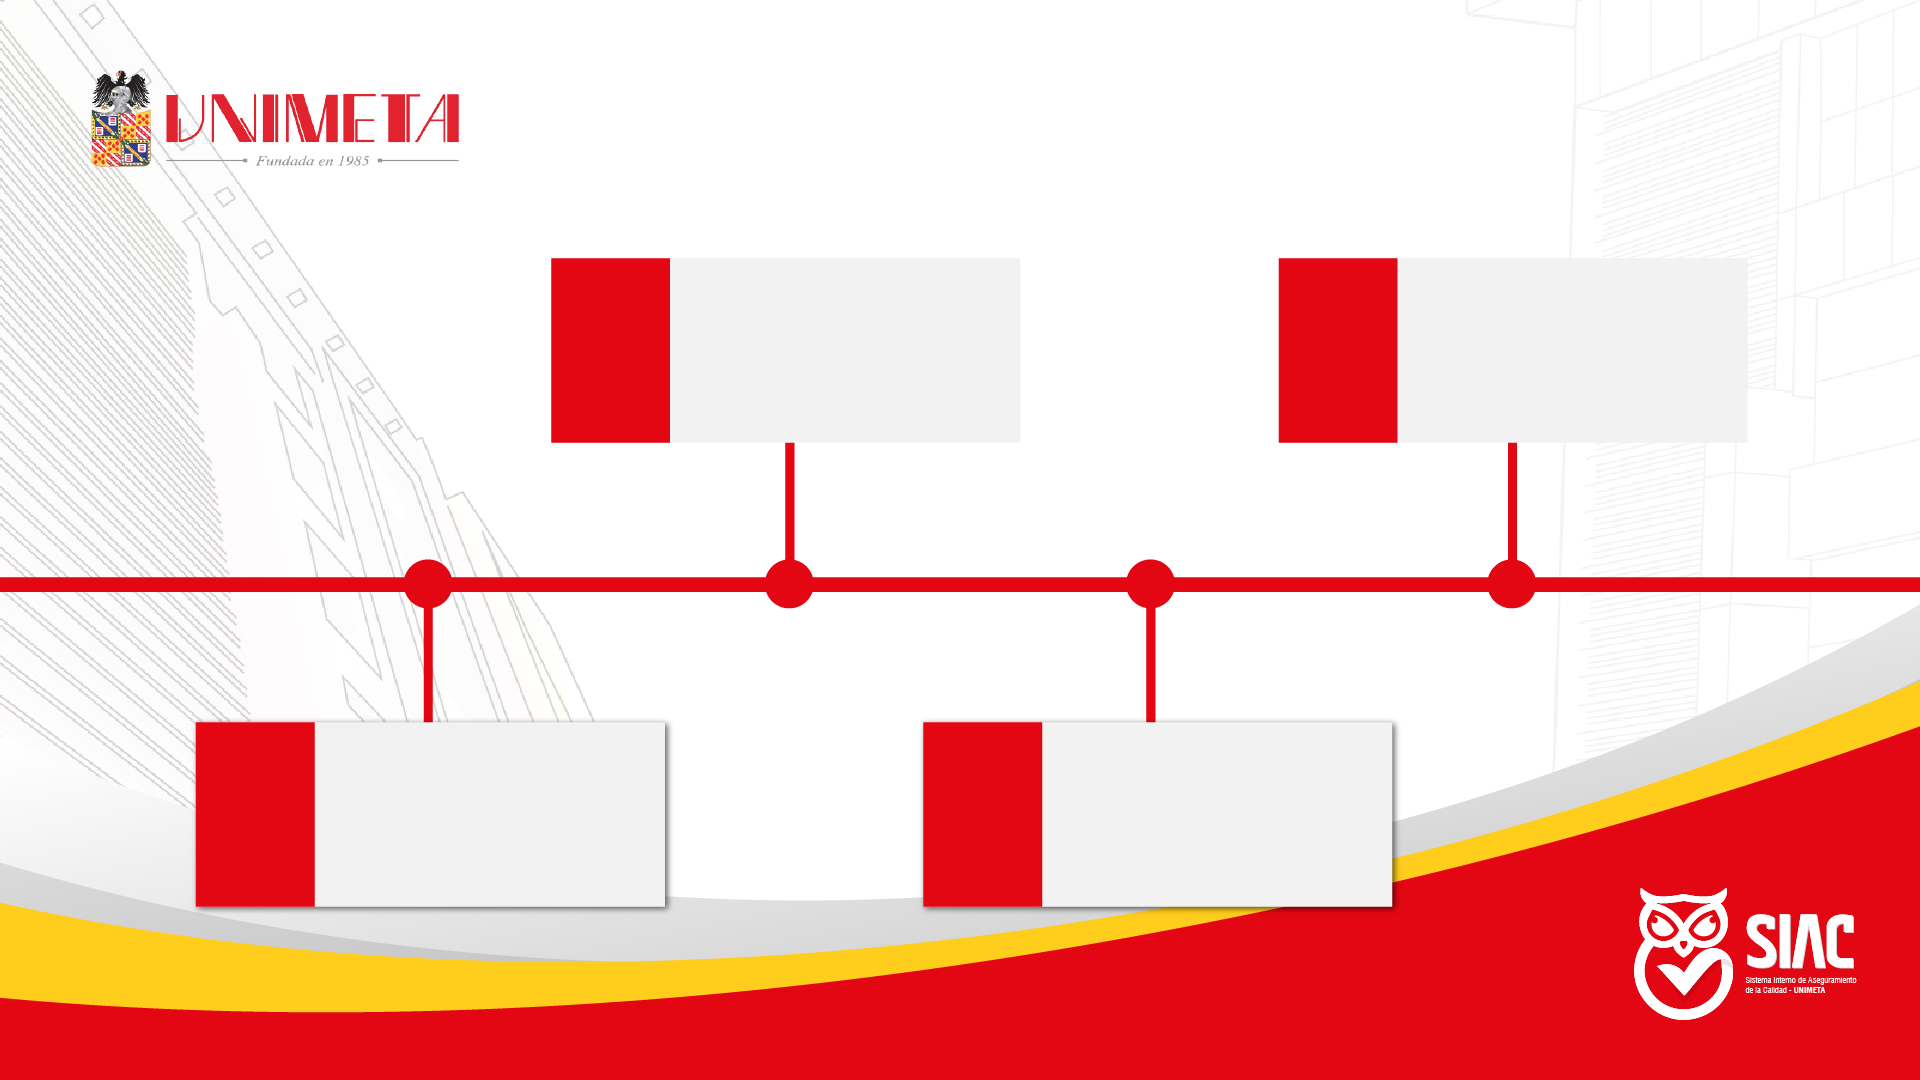 UNIMETA
Fundada en 1985
SIAC
Sistema Interno de Aseguramiento
de la Calidad - UNIMETA